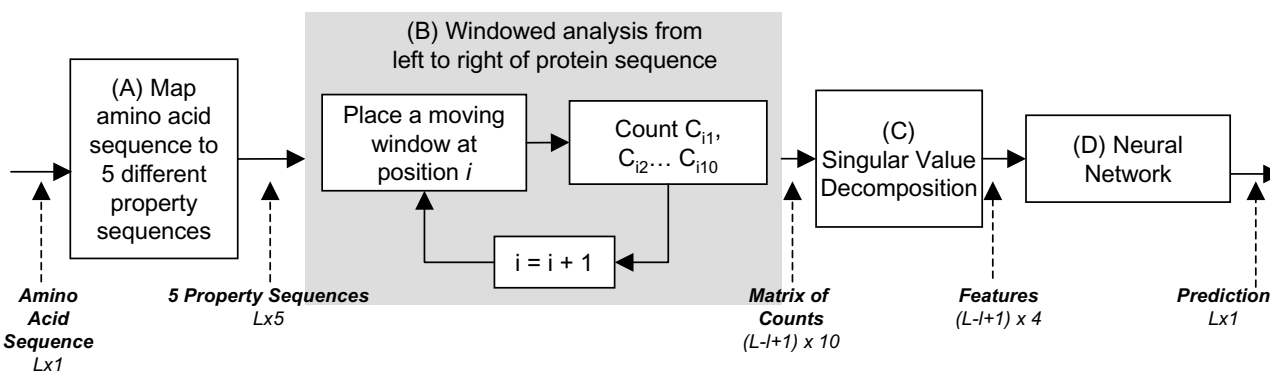 (A) Map
amino acid
sequence to
5 different
property
sequences
(B) Windowed analysis from
left to right of protein sequence
Place a moving
window at
position i
Count C_i1,
C_i2… C_i10
i = i + 1
(C)
Singular Value
Decomposition
(D) Neural
Network
Amino
Acid
Sequence
Lx1
5 Property Sequences
Lx5
Matrix of
Counts
(L-l+1) x 10
Features
(L-l+1) x 4
Prediction
Lx1